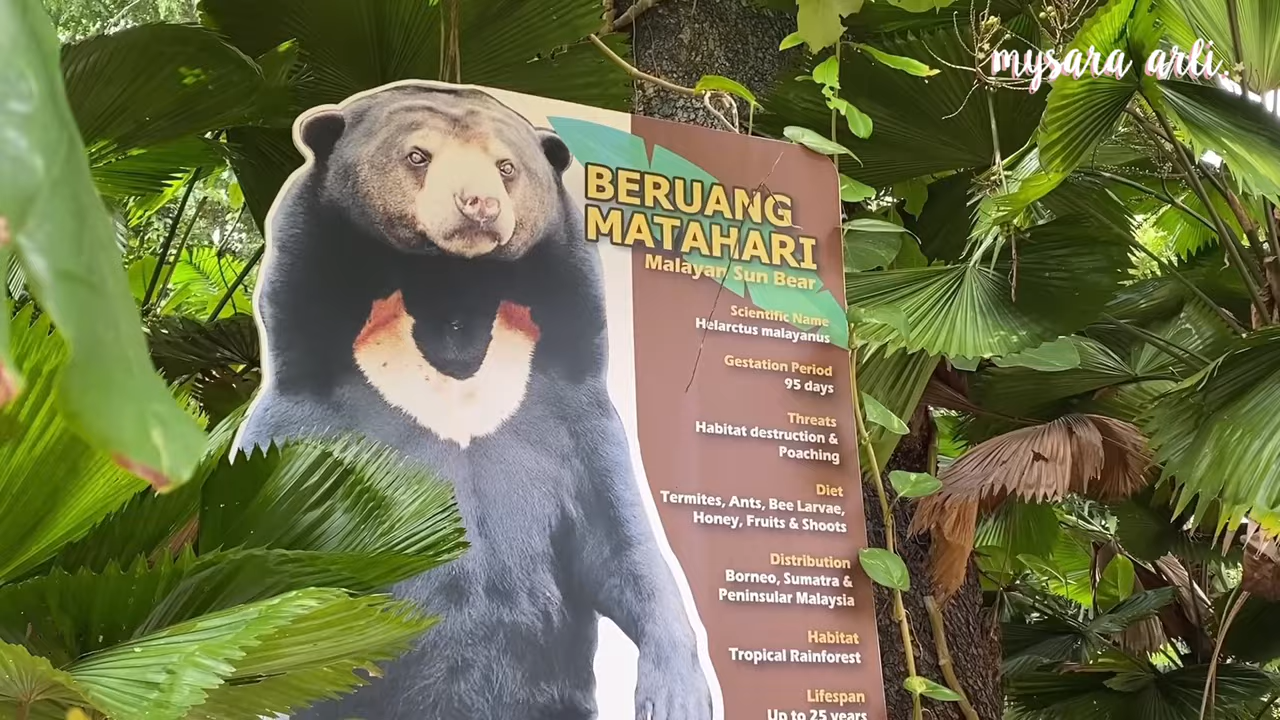 mysara arli
BERUANG
MATAHARI
Malayan Sun Bear
Scientific Name
Helarctus malayanus
Gestation Period
95 days
Threats
Habitat destruction &
Poaching
Diet
Termites, Ants, Bee Larvae,
Honey, Fruits & Shoots
Distribution
Borneo, Sumatra &
Peninsular Malaysia
Habitat
Tropical Rainforest
Lifespan
Up to 25 years